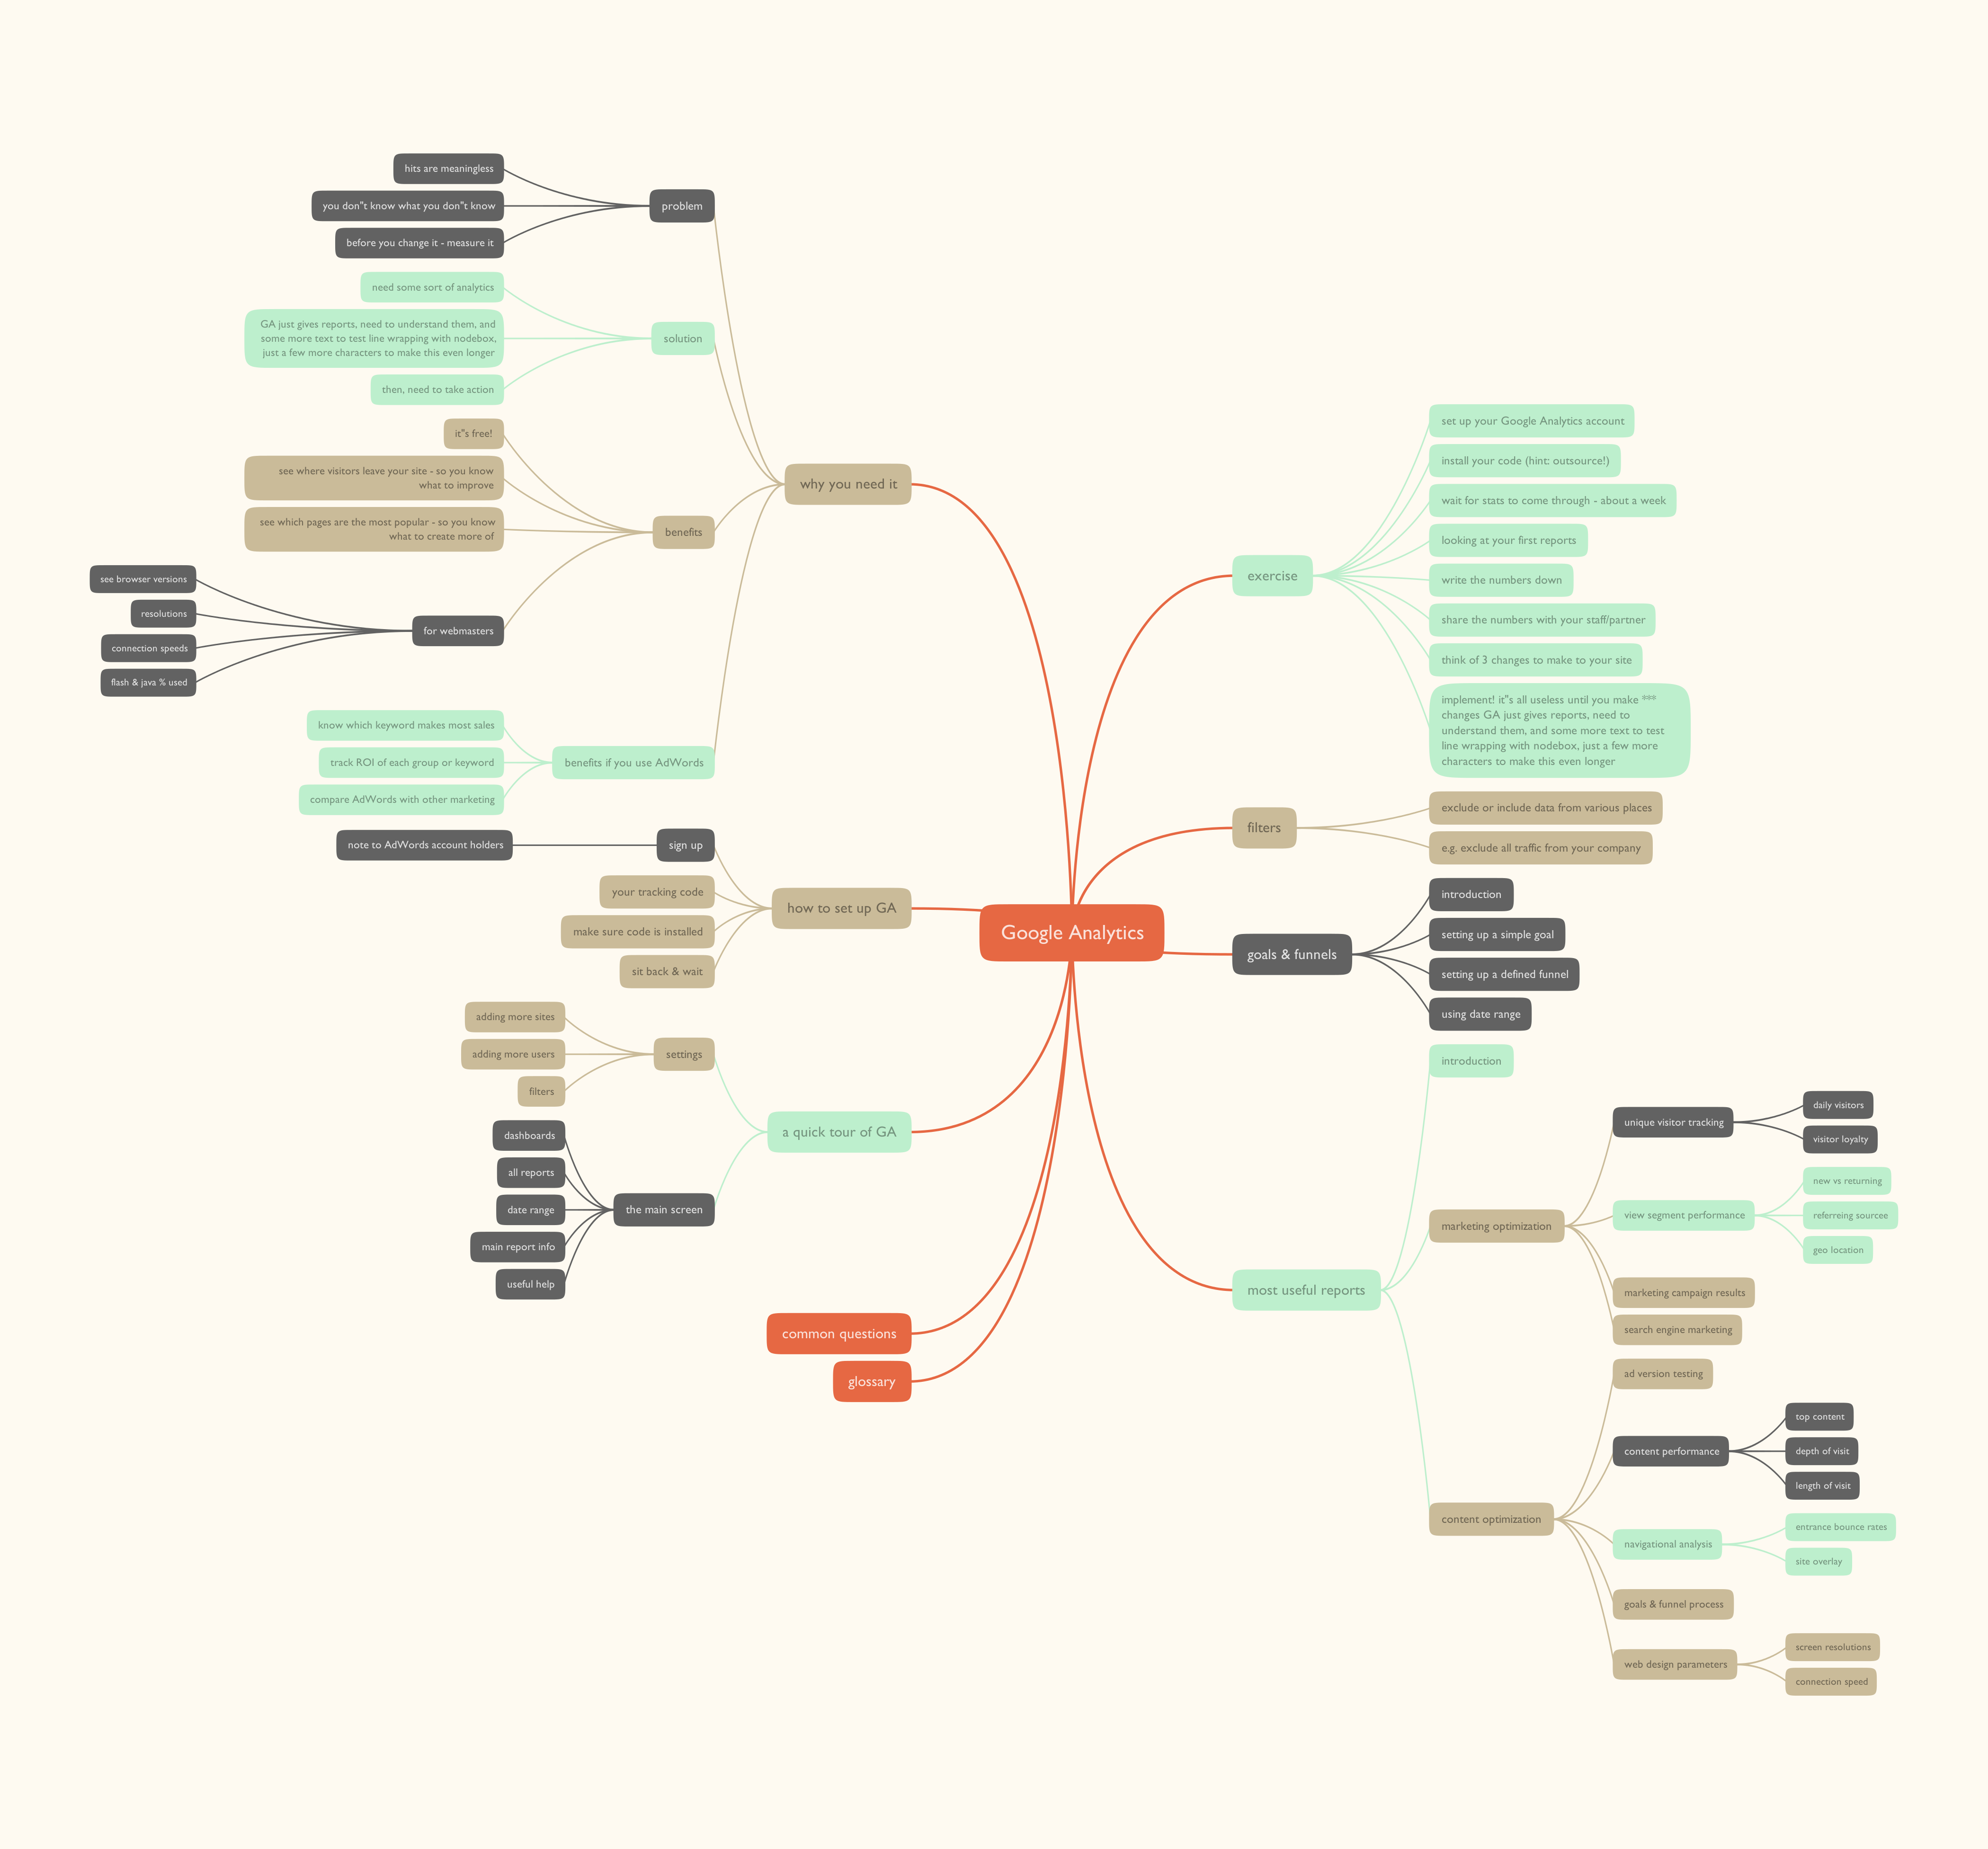 Google Analytics
why you need it
problem
hits are meaningless
you don"t know what you don"t know
before you change it - measure it
solution
need some sort of analytics
GA just gives reports, need to understand them, and
some more text to test line wrapping with nodebox,
just a few more characters to make this even longer
then, need to take action
benefits
it"s free!
see where visitors leave your site - so you know
what to improve
see which pages are the most popular - so you know
what to create more of
for webmasters
see browser versions
resolutions
connection speeds
flash & java % used
benefits if you use AdWords
know which keyword makes most sales
track ROI of each group or keyword
compare AdWords with other marketing
how to set up GA
sign up
note to AdWords account holders
your tracking code
make sure code is installed
sit back & wait
a quick tour of GA
settings
adding more sites
adding more users
filters
the main screen
dashboards
all reports
date range
main report info
useful help
common questions
glossary
exercise
set up your Google Analytics account
install your code (hint: outsource!)
wait for stats to come through - about a week
looking at your first reports
write the numbers down
share the numbers with your staff/partner
think of 3 changes to make to your site
implement! it"s all useless until you make ***
changes GA just gives reports, need to
understand them, and some more text to test
line wrapping with nodebox, just a few more
characters to make this even longer
filters
exclude or include data from various places
e.g. exclude all traffic from your company
goals & funnels
introduction
setting up a simple goal
setting up a defined funnel
using date range
most useful reports
introduction
marketing optimization
unique visitor tracking
daily visitors
visitor loyalty
view segment performance
new vs returning
referreing sourcee
geo location
marketing campaign results
search engine marketing
content optimization
ad version testing
content performance
top content
depth of visit
length of visit
navigational analysis
entrance bounce rates
site overlay
goals & funnel process
web design parameters
screen resolutions
connection speed